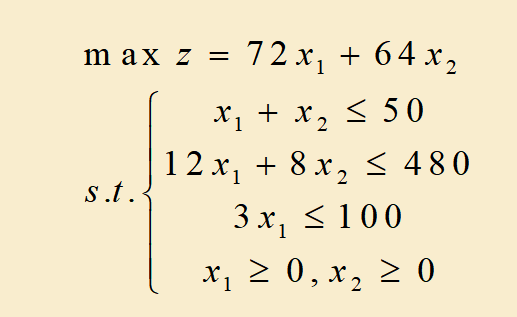 max z = 72x₁ + 64x₂
x₁ + x₂ ≤ 50
12x₁ + 8x₂ ≤ 480
s.t.
3x₁ ≤ 100
x₁ ≥ 0, x₂ ≥ 0